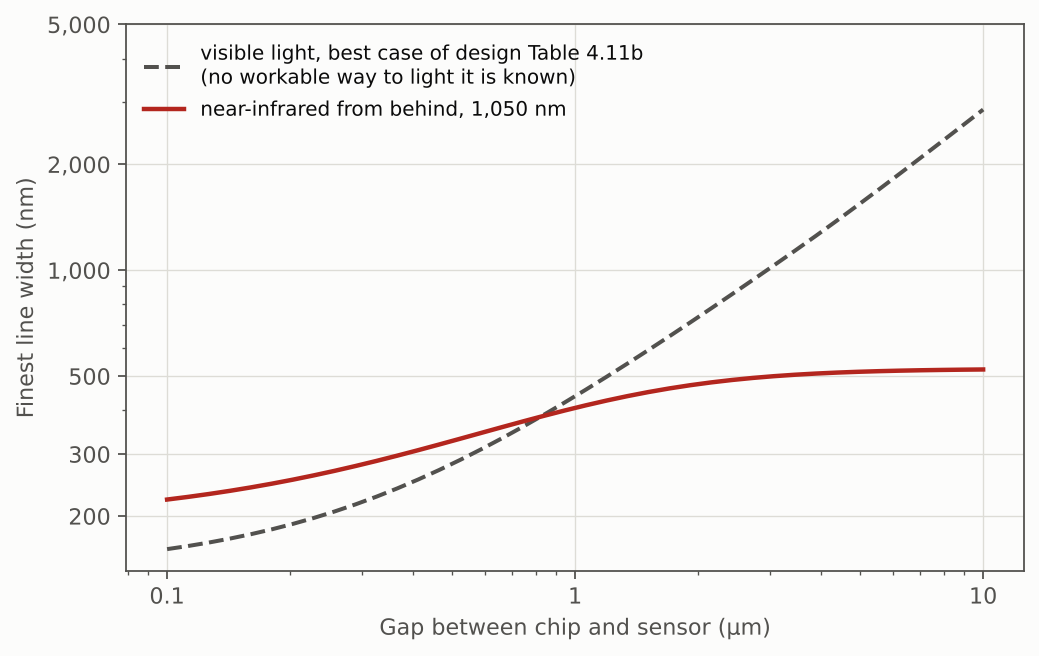 5,000
2,000
1,000
500
300
200
Finest line width (nm)
visible light, best case of design Table 4.11b
(no workable way to light it is known)
near-infrared from behind, 1,050 nm
0.1
1
10
Gap between chip and sensor (μm)